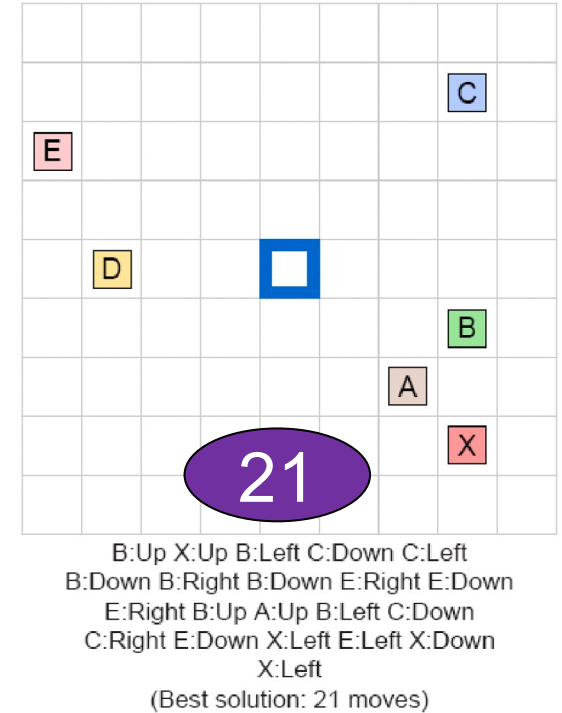 C
E
D
B
A
X
21
B:Up X:Up B:Left C:Down C:Left
B:Down B:Right B:Down E:Right E:Down
E:Right B:Up A:Up B:Left C:Down
C:Right E:Down X:Left E:Left X:Down
X:Left
(Best solution: 21 moves)